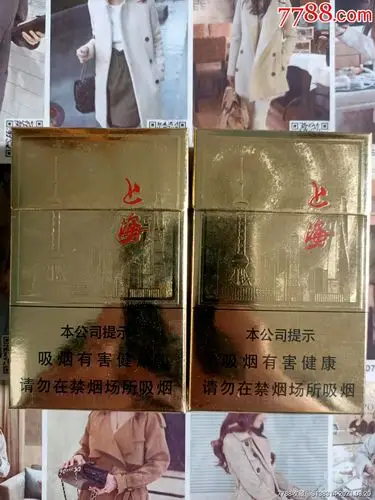 7788.com
上海
上海
本公司提示
吸烟有害健康
请勿在禁烟场所吸烟
本公司提示
吸烟有害健康
请勿在禁烟场所吸烟